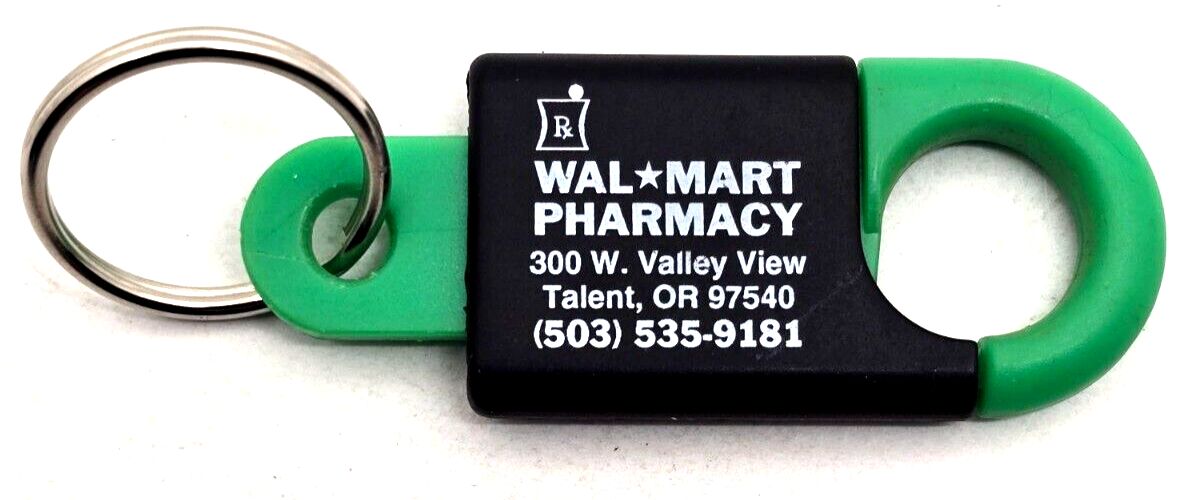 Rx
WAL★MART
PHARMACY
300 W. Valley View
Talent, OR 97540
(503) 535-9181